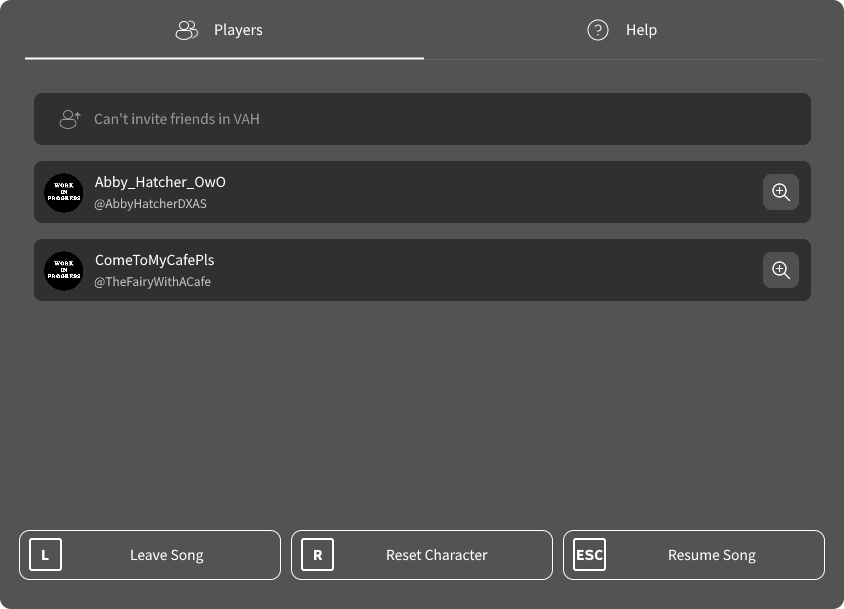 Players
Help
Can't invite friends in VAH
WORK
IN
PROGRESS
Abby_Hatcher_OwO
@AbbyHatcherDXAS
WORK
IN
PROGRESS
ComeToMyCafePls
@TheFairyWithACafe
L Leave Song
R Reset Character
ESC Resume Song